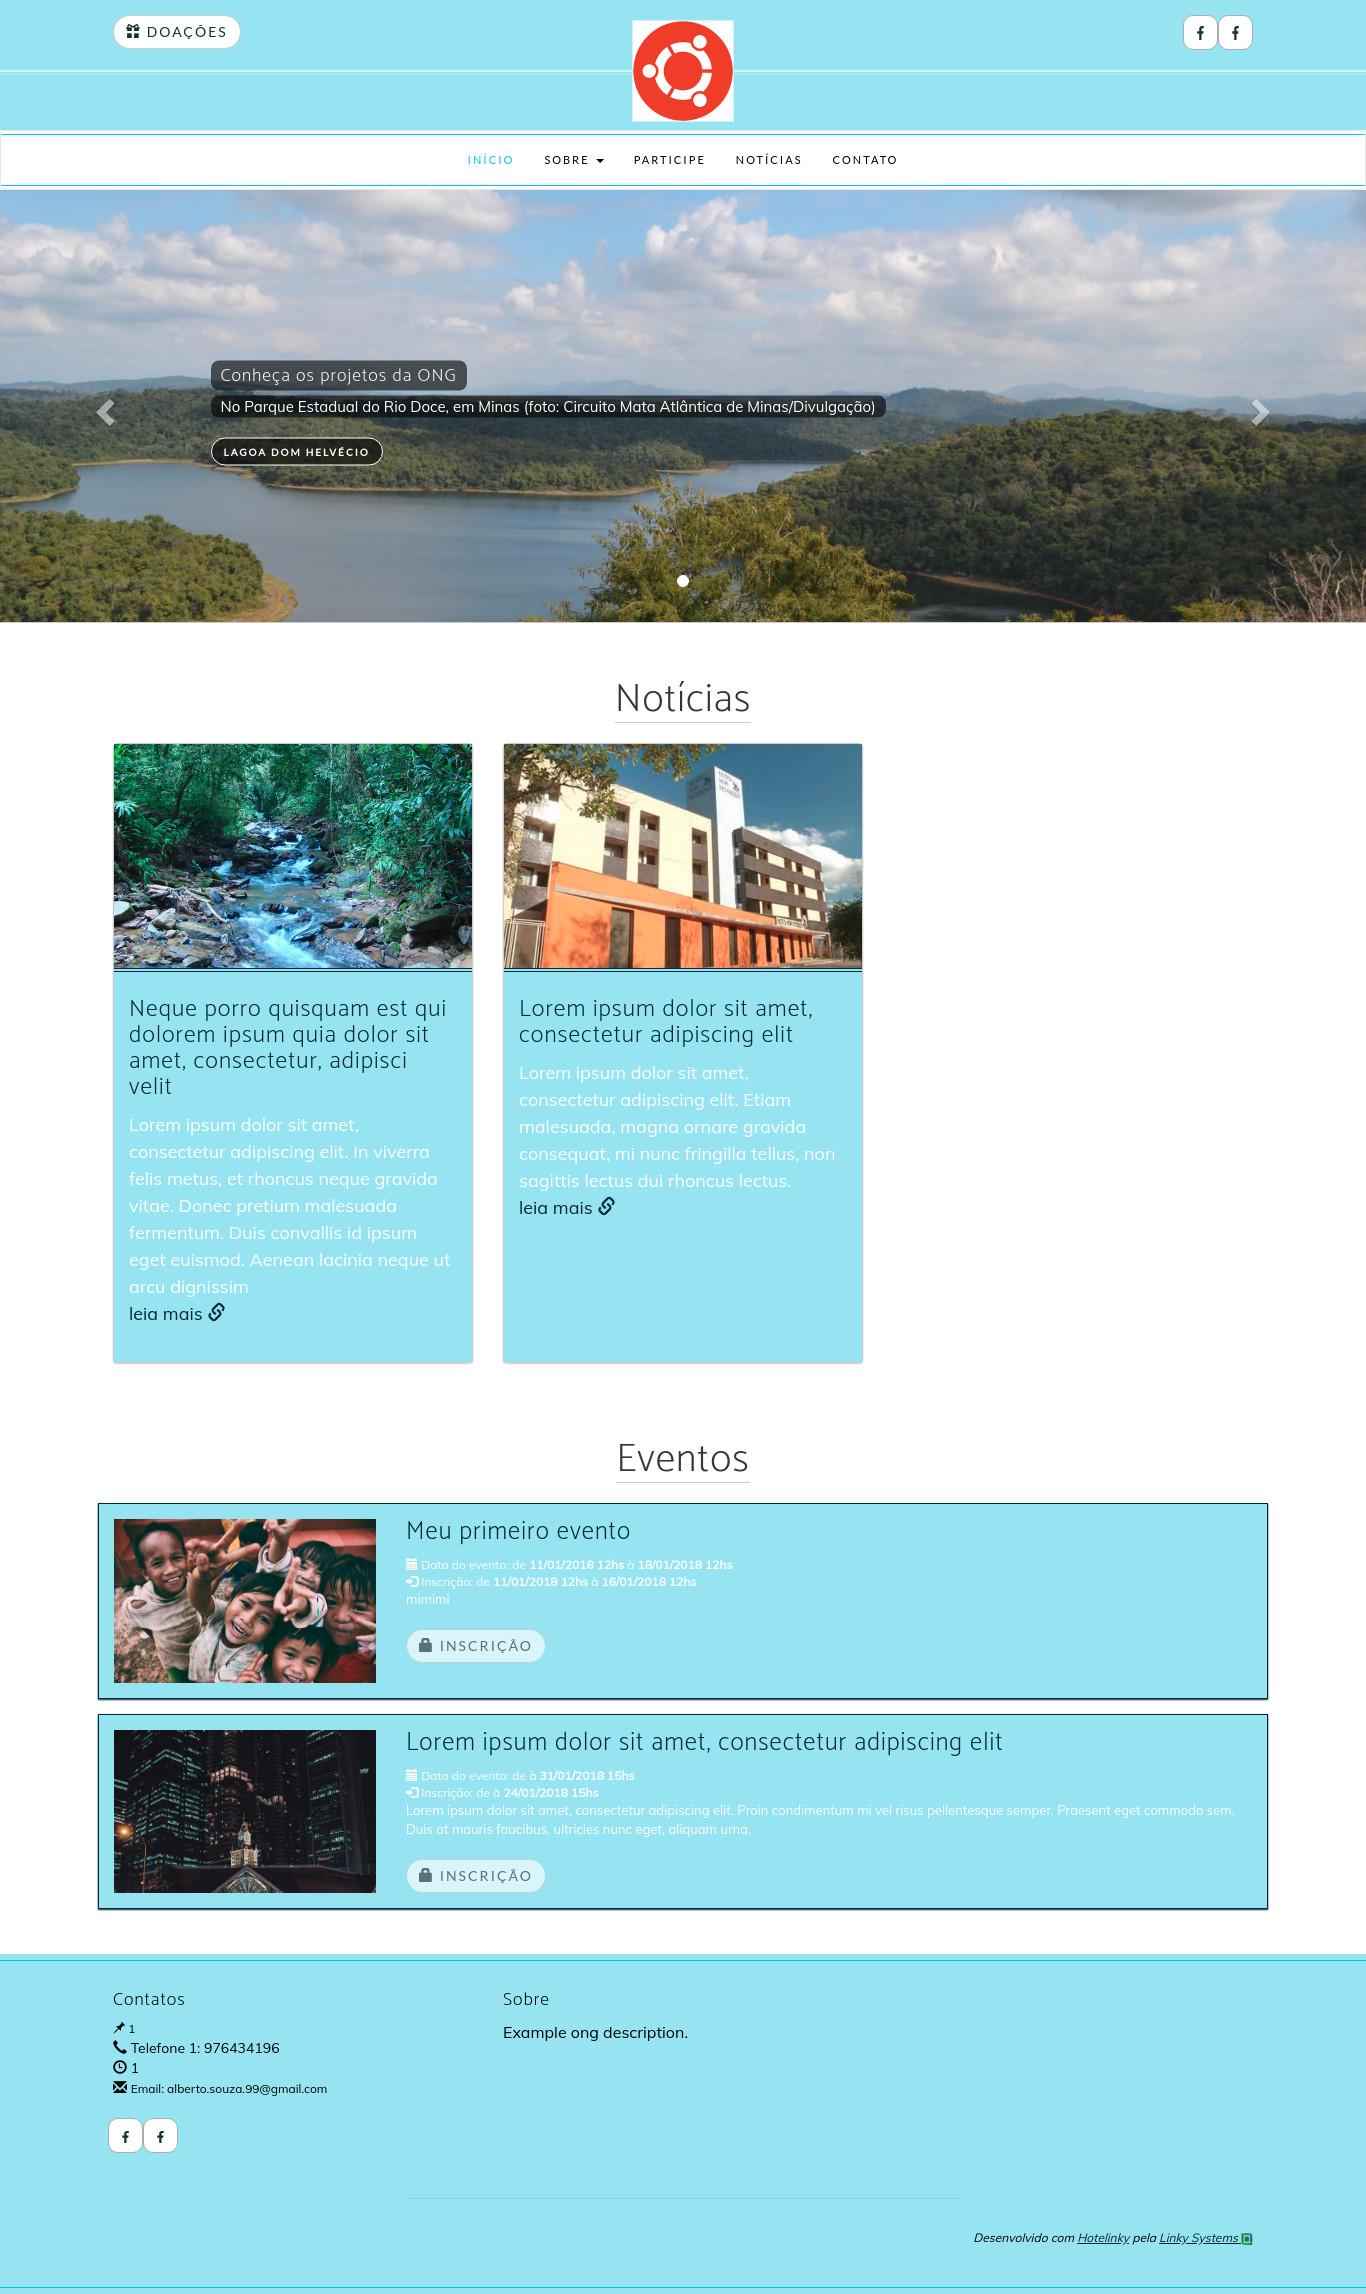 DOAÇÕES
INÍCIO SOBRE PARTICIPE NOTÍCIAS CONTATO
Conheça os projetos da ONG
No Parque Estadual do Rio Doce, em Minas (foto: Circuito Mata Atlântica de Minas/Divulgação)
LAGOA DOM HELVÉCIO
Notícias
Neque porro quisquam est qui
dolorem ipsum quia dolor sit
amet, consectetur, adipisci
velit
Lorem ipsum dolor sit amet,
consectetur adipiscing elit. In viverra
felis metus, et rhoncus neque gravida
vitae. Donec pretium malesuada
fermentum. Duis convallis id ipsum
eget euismod. Aenean lacinia neque ut
arcu dignissim
leia mais
Lorem ipsum dolor sit amet,
consectetur adipiscing elit
Lorem ipsum dolor sit amet,
consectetur adipiscing elit. Etiam
malesuada, magna ornare gravida
consequat, mi nunc fringilla tellus, non
sagittis lectus dui rhoncus lectus.
leia mais
Eventos
Meu primeiro evento
Data do evento: de 11/01/2018 12hs à 18/01/2018 12hs
Inscrição: de 11/01/2018 12hs à 16/01/2018 12hs
mimimi
INSCRIÇÃO
Lorem ipsum dolor sit amet, consectetur adipiscing elit
Data do evento: de à 31/01/2018 15hs
Inscrição: de à 24/01/2018 15hs
Lorem ipsum dolor sit amet, consectetur adipiscing elit. Proin condimentum mi vel risus pellentesque semper. Praesent eget commodo sem.
Duis at mauris faucibus, ultricies nunc eget, aliquam urna.
INSCRIÇÃO
Contatos
1
Telefone 1: 976434196
1
Email: alberto.souza.99@gmail.com
Sobre
Example ong description.
Desenvolvido com Hotelinky pela Linky Systems